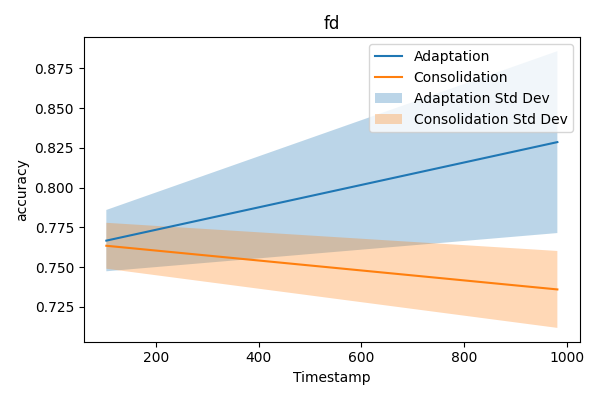 fd
accuracy
0.875
0.850
0.825
0.800
0.775
0.750
0.725
Adaptation
Consolidation
Adaptation Std Dev
Consolidation Std Dev
200
400
600
800
1000
Timestamp